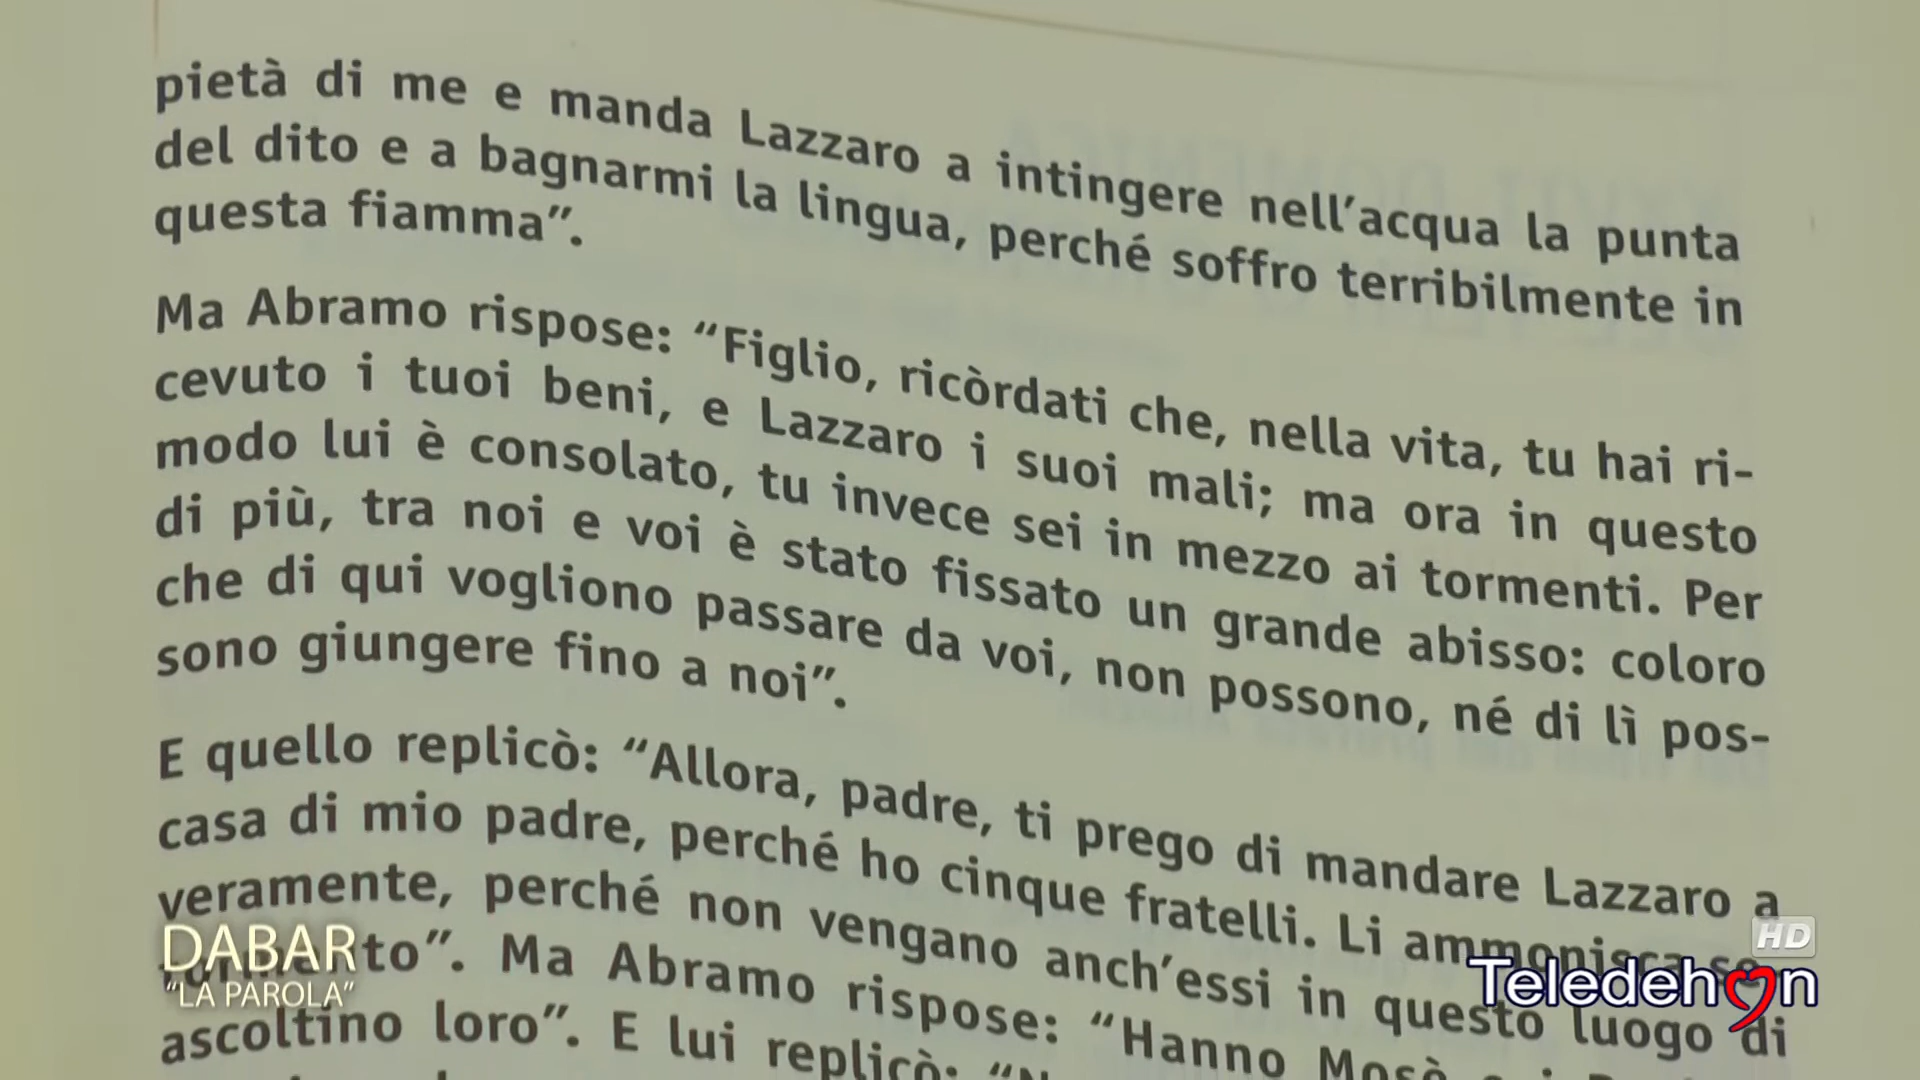 pietà di me e manda Lazzaro a intingere nell’acqua la punta
del dito e a bagnarmi la lingua, perché soffro terribilmente in
questa fiamma”.
Ma Abramo rispose: “Figlio, ricòrdati che, nella vita, tu hai ri-
cevuto i tuoi beni, e Lazzaro i suoi mali; ma ora in questo
modo lui è consolato, tu invece sei in mezzo ai tormenti. Per
di più, tra noi e voi è stato fissato un grande abisso: coloro
che di qui vogliono passare da voi, non possono, né di lì pos-
sono giungere fino a noi”.
E quello replicò: “Allora, padre, ti prego di mandare Lazzaro a
casa di mio padre, perché ho cinque fratelli. Li ammonisca se-
veramente, perché non vengano anch’essi in questo luogo di
tormento”. Ma Abramo rispose: “Hanno Mosè e i
ascoltino loro”. E lui replicò:
DABAR
“LA PAROLA”
HD
Teledehon